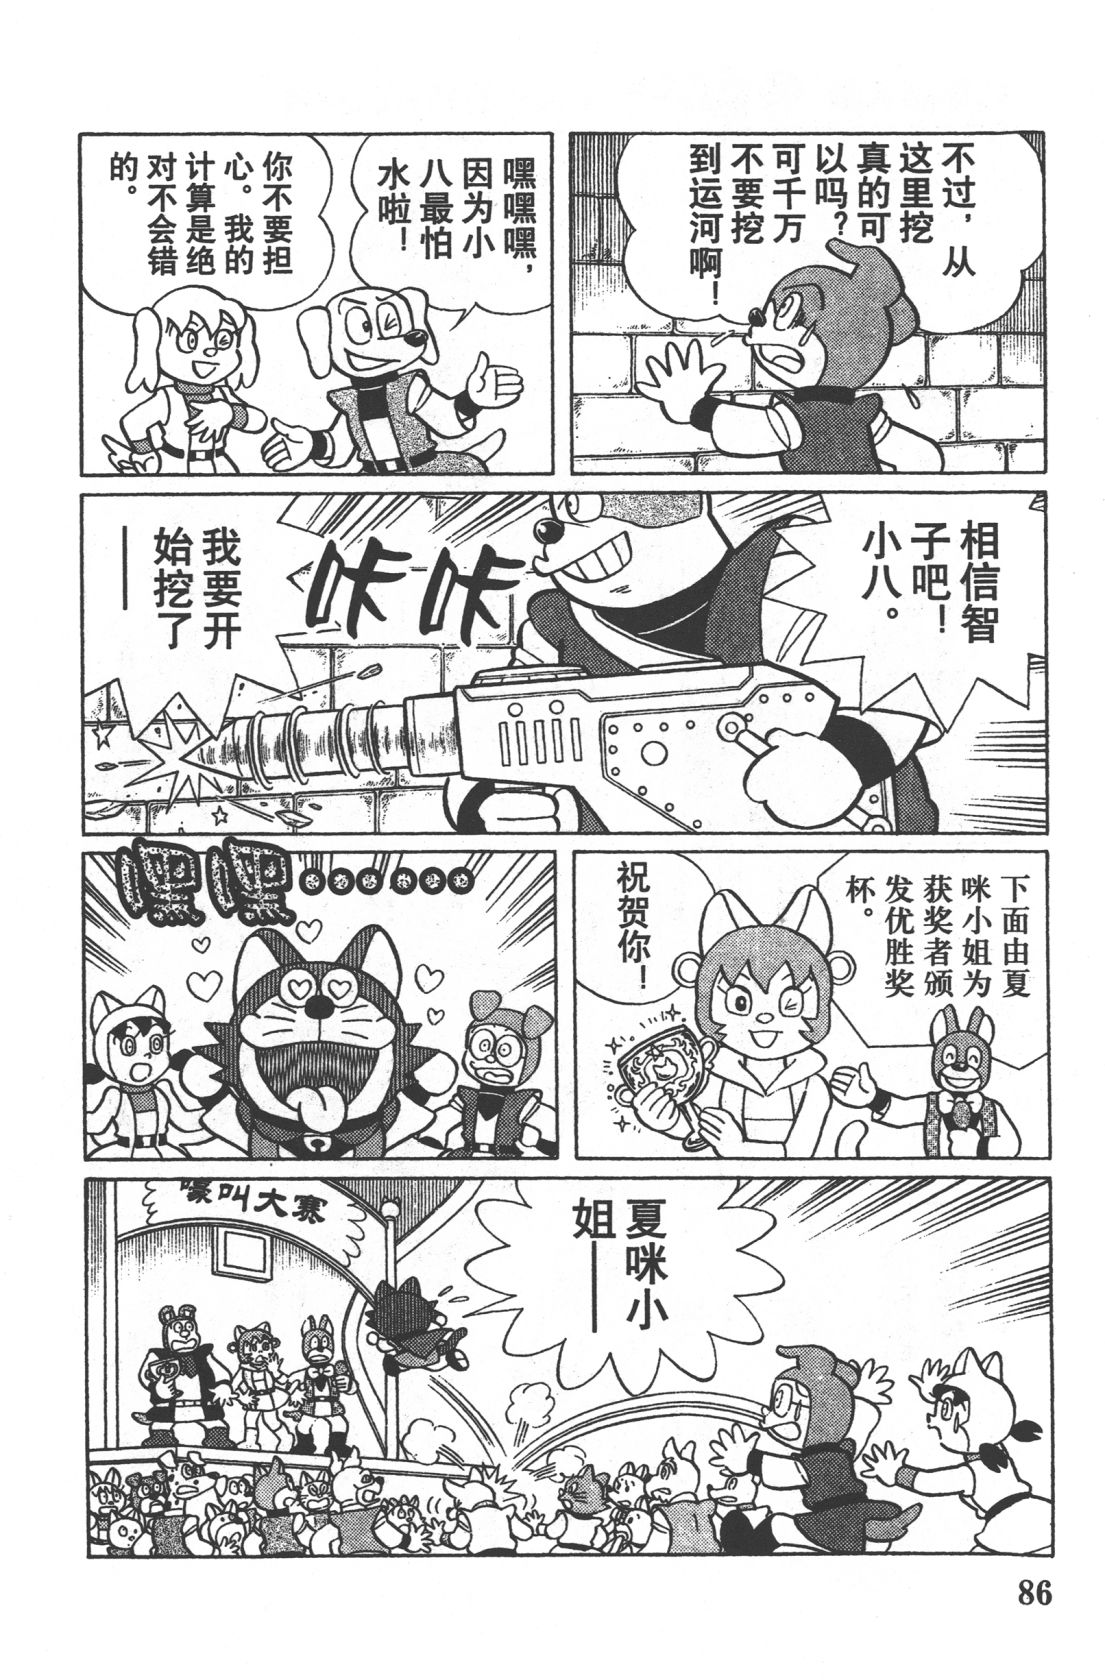 不过，从
这里挖
真的可
以吗？
可千万
不要挖
到运河啊！
嘿嘿嘿，
因为小
八最怕
水啦！
你不要担
心。我的
计算是绝
对不会错
的。
相信智
子吧！
小八。
咔咔
我要开
始挖了
——
下面由夏
咪小姐为
获奖者颁
发优胜奖
杯。
祝贺你！
嘿嘿……
夏咪小
姐——
嚎叫大赛
86